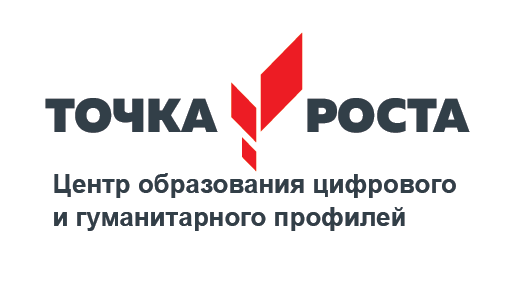 ТОЧКА РОСТА
Центр образования цифрового
и гуманитарного профилей